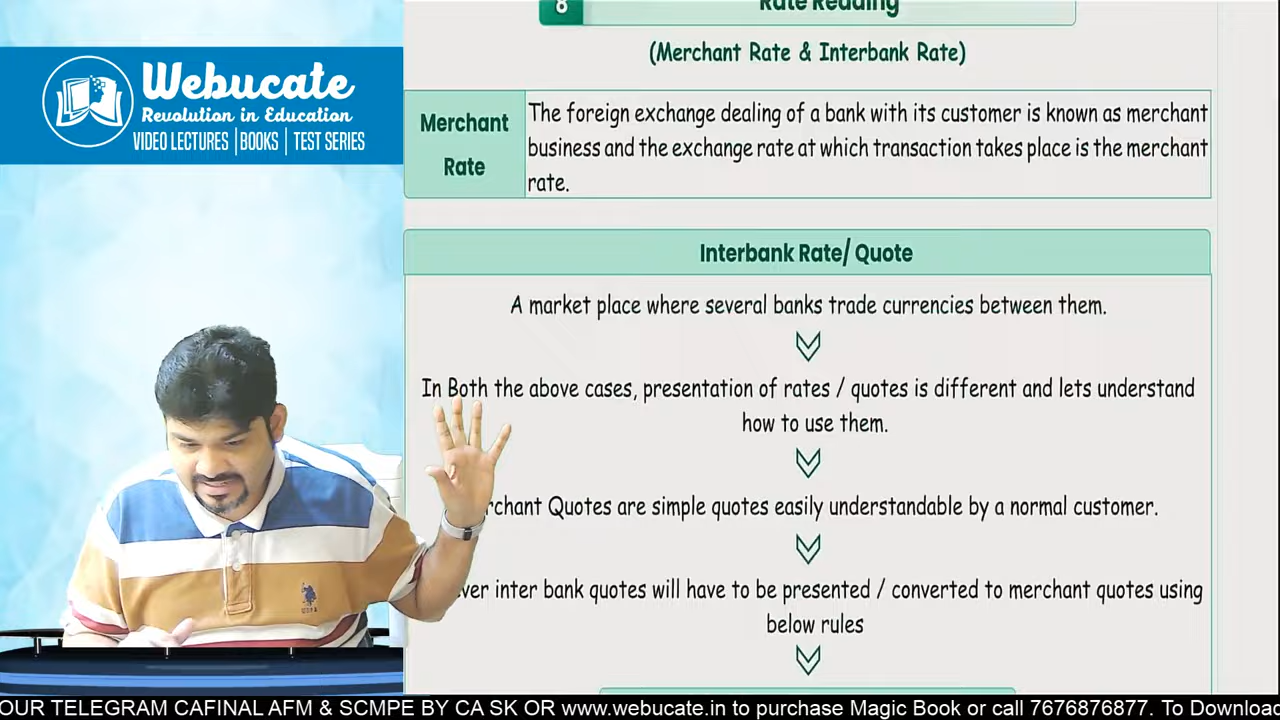 8
Rate Reading
(Merchant Rate & Interbank Rate)
Webucate
Revolution in Education
VIDEO LECTURES | BOOKS | TEST SERIES
Merchant
Rate
The foreign exchange dealing of a bank with its customer is known as merchant
business and the exchange rate at which transaction takes place is the merchant
rate.
Interbank Rate/ Quote
A market place where several banks trade currencies between them.
In Both the above cases, presentation of rates / quotes is different and lets understand
how to use them.
Quotes are simple quotes easily understandable by a normal customer.
inter bank quotes will have to be presented / converted to merchant quotes using
below rules
OUR TELEGRAM CAFINAL AFM & SCMPE BY CA SK OR www.webucate.in to purchase Magic Book or call 7676876877. To Download